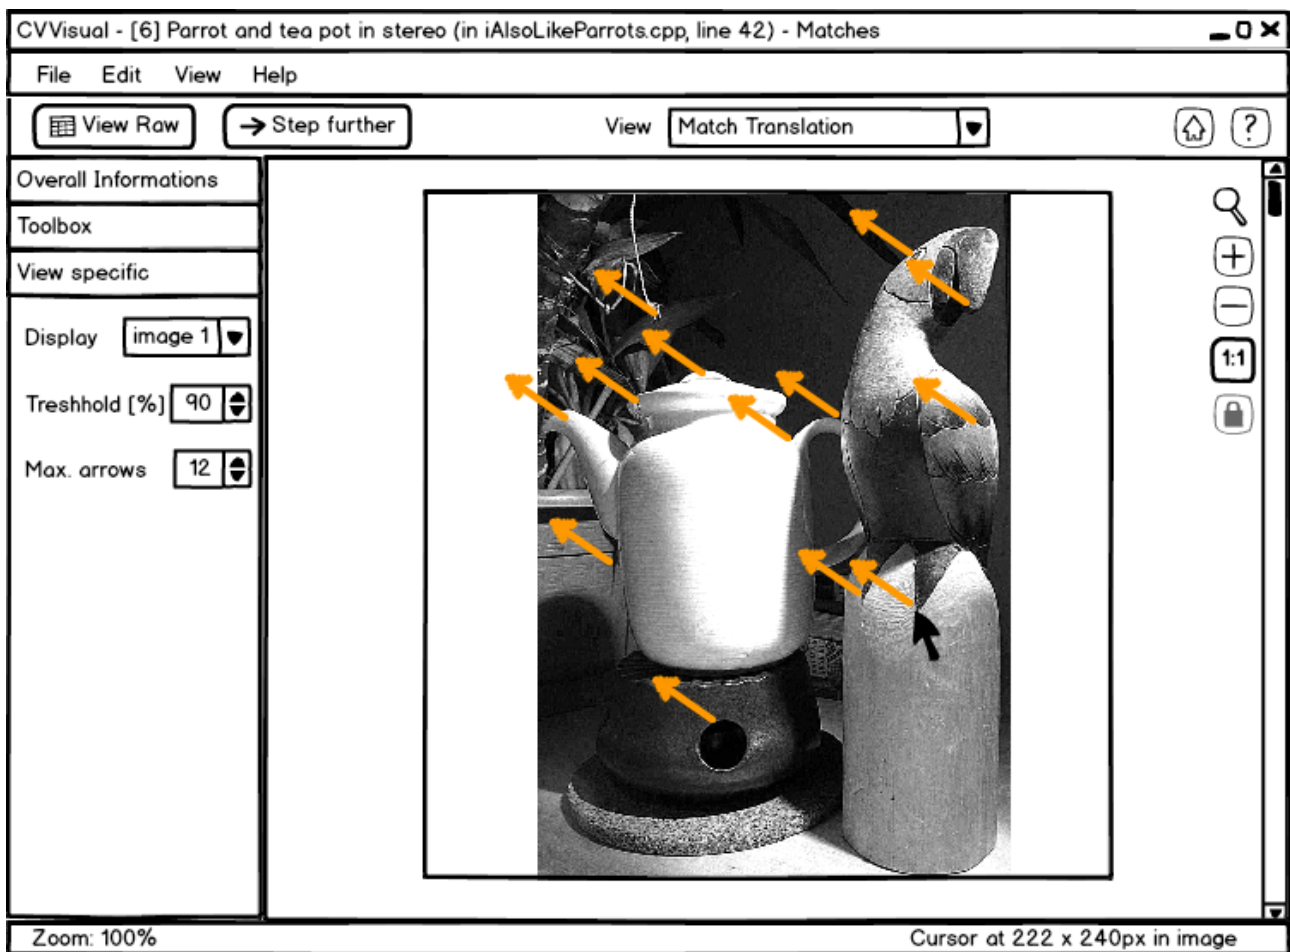 CVVisual - [6] Parrot and tea pot in stereo (in iAlsoLikeParrots.cpp, line 42) - Matches
File Edit View Help
View Raw Step further View Match Translation ?
Overall Informations
Toolbox
View specific
Display image 1
Treshhold [%] 90
Max. arrows 12
1:1
Zoom: 100% Cursor at 222 x 240px in image